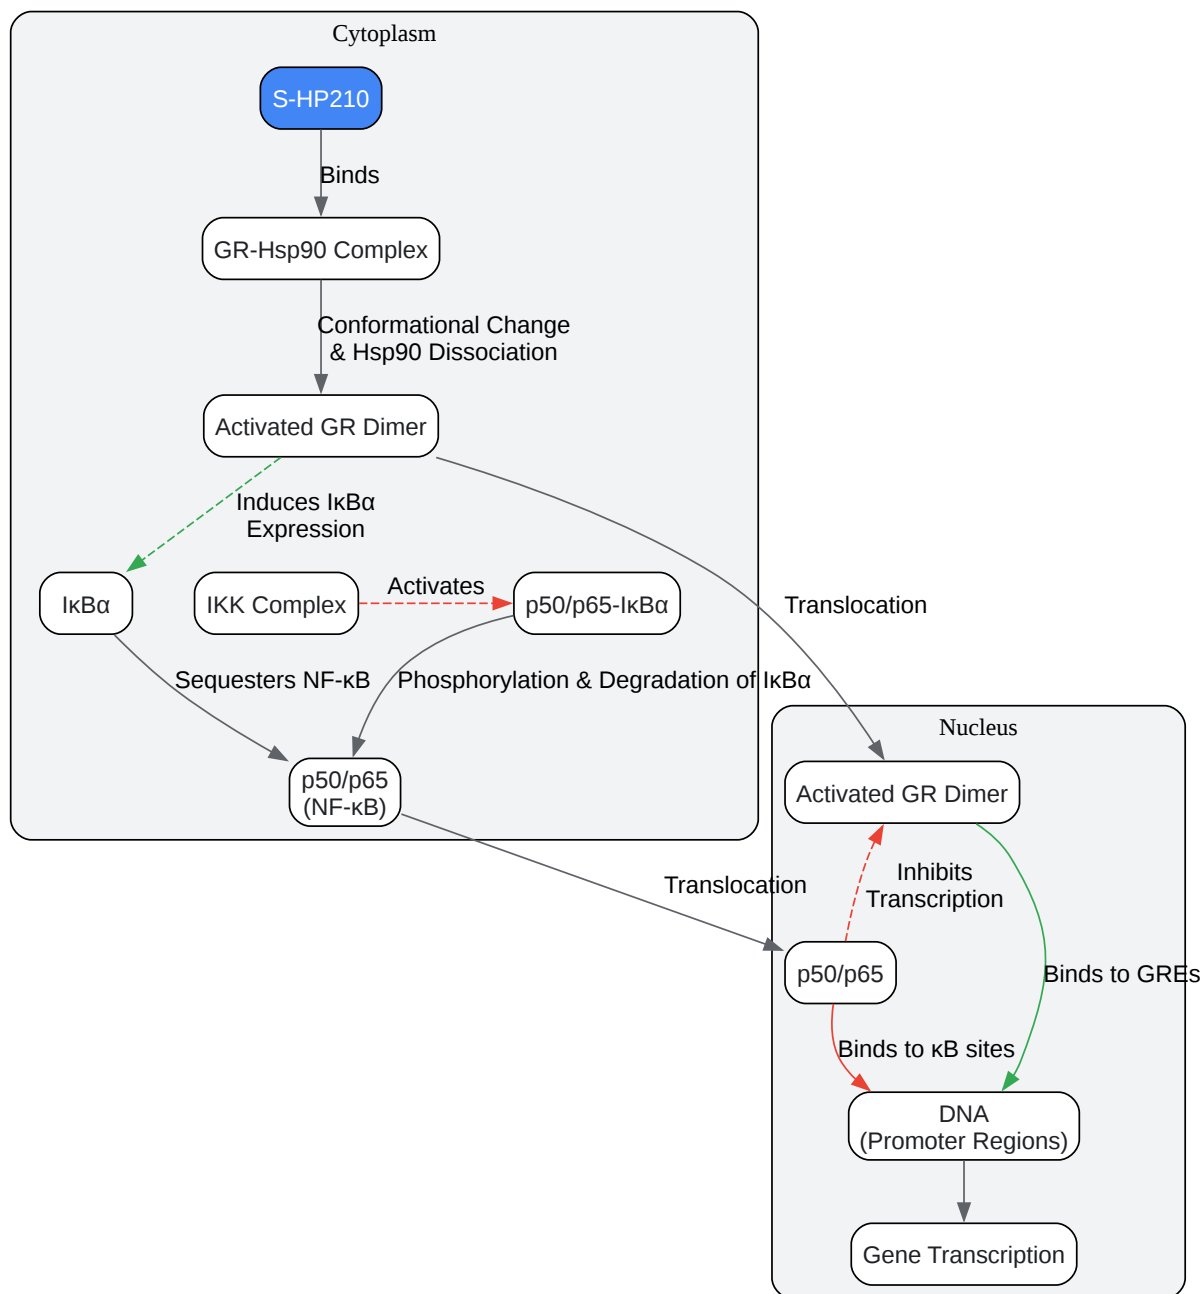 Cytoplasm
S-HP210
Binds
GR-Hsp90 Complex
Conformational Change
& Hsp90 Dissociation
Activated GR Dimer
Induces IκBα
Expression
IκBα
IKK Complex
Activates
p50/p65-IκBα
Translocation
Sequesters NF-κB
Phosphorylation & Degradation of IκBα
p50/p65
(NF-κB)
Nucleus
Activated GR Dimer
Translocation
Inhibits
Transcription
p50/p65
Binds to GREs
Binds to κB sites
DNA
(Promoter Regions)
Gene Transcription